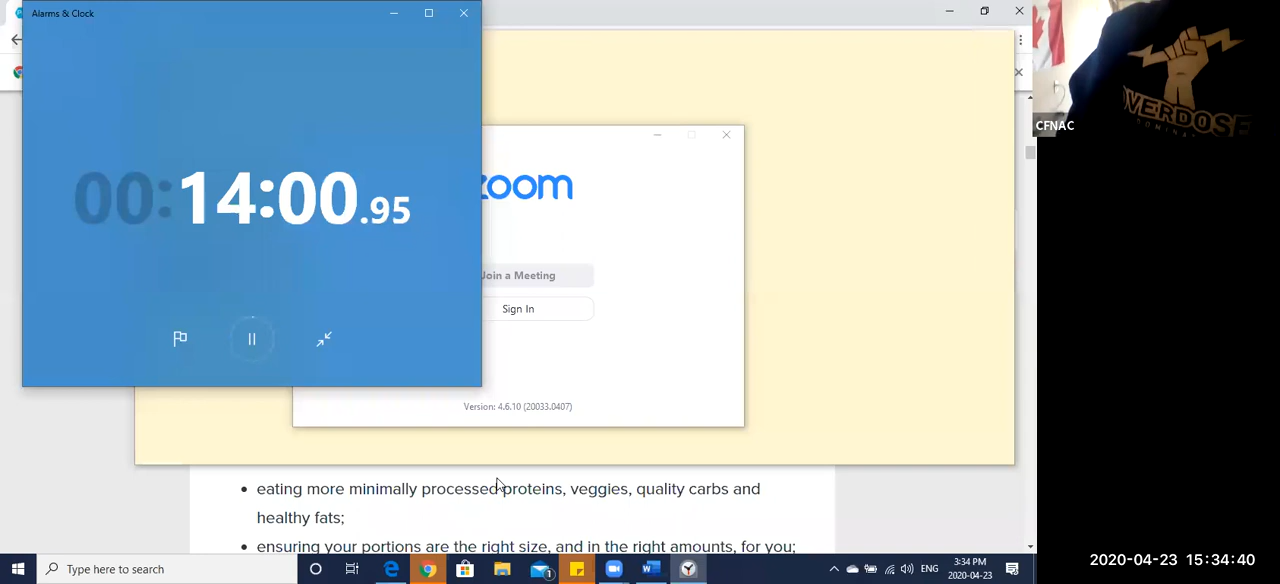 Alarms & Clock
00:14:00.95
zoom
Join a Meeting
Sign In
Version: 4.6.10 (20033.0407)
CFNAC
OVERDOSE
• eating more minimally processed proteins, veggies, quality carbs and
healthy fats;
• ensuring your portions are the right size, and in the right amounts, for you;
Type here to search
1
ENG
3:34 PM
2020-04-23
2020-04-23 15:34:40